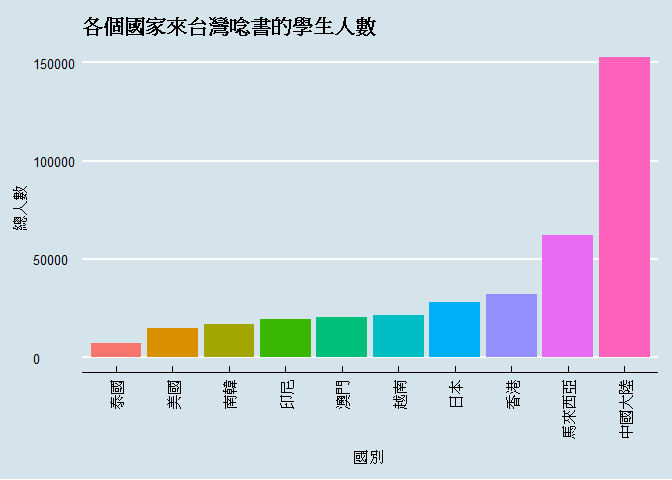 各個國家來台灣唸書的學生人數
總人數
150000
100000
50000
0
泰國
美國
南韓
印尼
澳門
越南
日本
香港
馬來西亞
中國大陸
國別